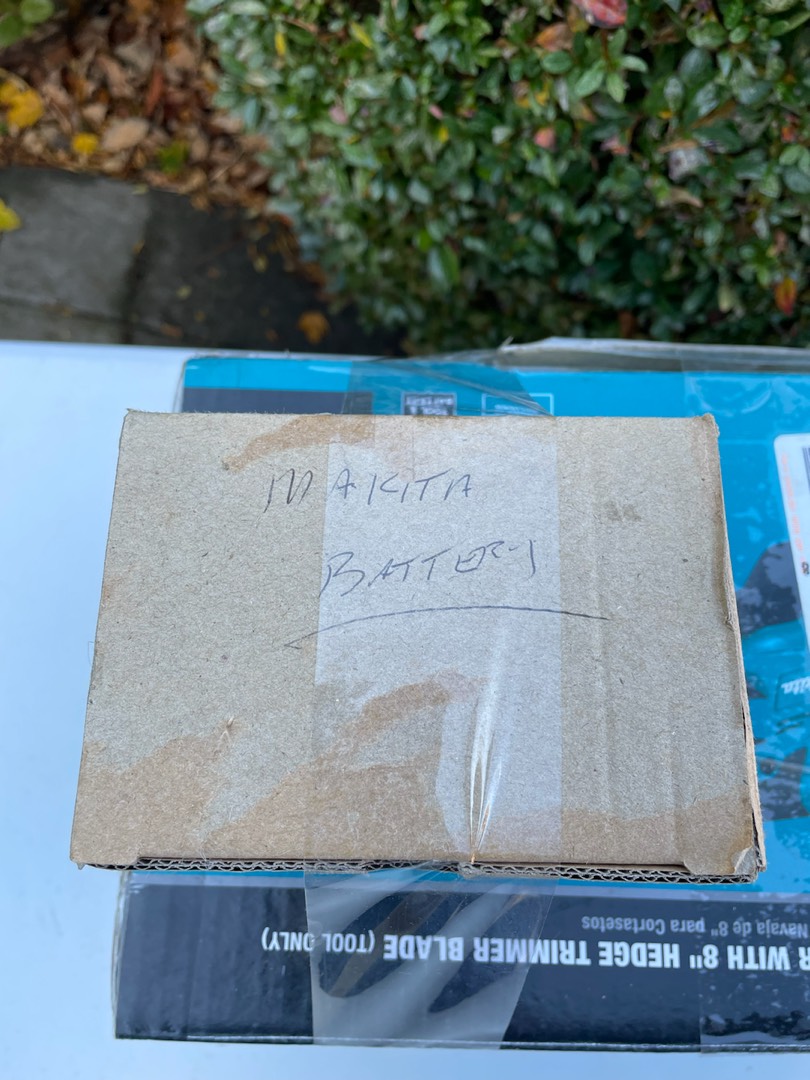 MAKITA
BATTERY
R WITH 8" HEDGE TRIMMER BLADE (TOOL ONLY)
Navaja de 8" para Cortasetos